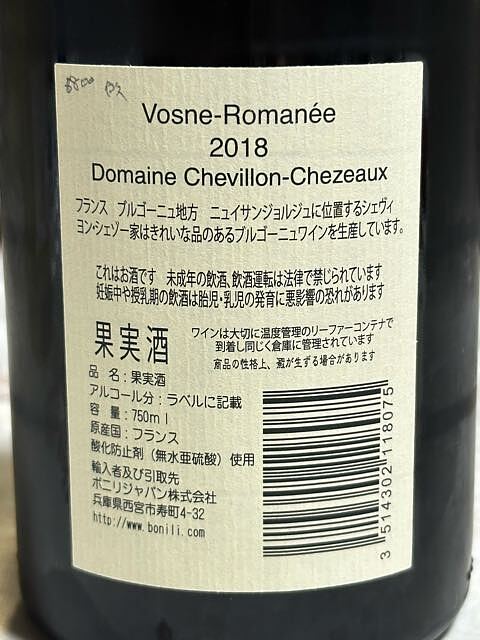 Vosne-Romanée
2018
Domaine Chevillon-Chezeaux
フランス ブルゴーニュ地方 ニュイサンジョルジュに位置するシェヴィ
ヨン・シェゾー家はきれいな品のあるブルゴーニュワインを生産しています。
これはお酒です 未成年の飲酒、飲酒運転は法律で禁じられています
妊娠中や授乳期の飲酒は胎児・乳児の発育に悪影響の恐れがあります
果実酒
ワインは大切に温度管理のリーファーコンテナで
到着し同じく倉庫に管理されています
商品の性格上、澱が生ずる場合があります
品 名:果実酒
アルコール分:ラベルに記載
容 量:750ml
原産国:フランス
酸化防止剤(無水亜硫酸)使用
輸入者及び引取先
ボニリジャパン株式会社
兵庫県西宮市寿町4-32
http://www.bonili.com
3 514302 118075